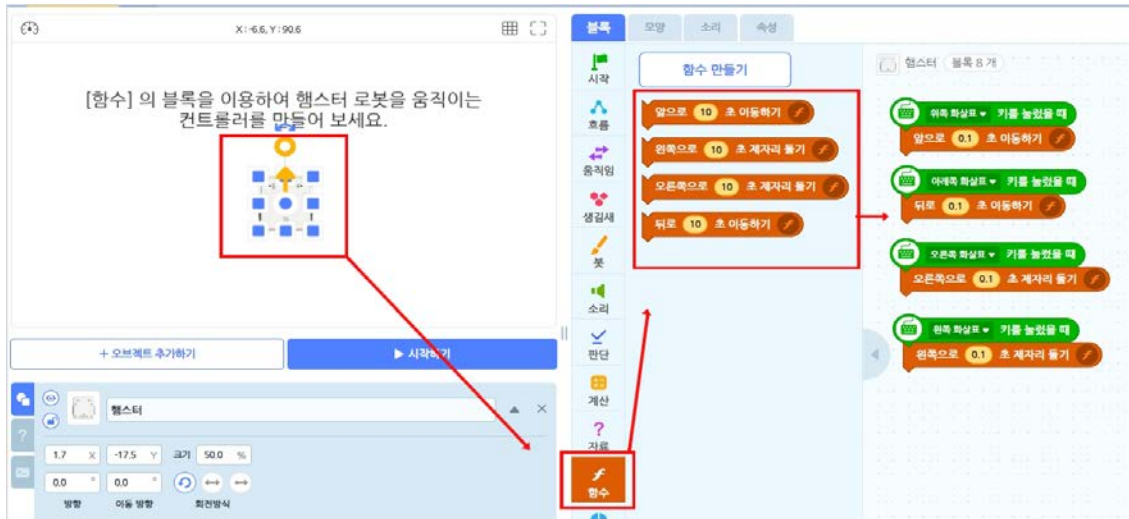 X : -6.6, Y : 90.6
[함수] 의 블록을 이용하여 햄스터 로봇을 움직이는
컨트롤러를 만들어 보세요.
+ 오브젝트 추가하기
▶ 시작하기
햄스터
1.7 X
-17.5 Y
크기 50.0 %
0.0 °
0.0 °
방향
이동 방향
회전방식
블록
모양
소리
속성
시작
흐름
움직임
생김새
붓
소리
판단
계산
자료
함수
함수 만들기
앞으로 10 초 이동하기
왼쪽으로 10 초 제자리 돌기
오른쪽으로 10 초 제자리 돌기
뒤로 10 초 이동하기
햄스터 블록 8 개
위쪽 화살표 키를 눌렀을 때
앞으로 0.1 초 이동하기
아래쪽 화살표 키를 눌렀을 때
뒤로 0.1 초 이동하기
오른쪽 화살표 키를 눌렀을 때
오른쪽으로 0.1 초 제자리 돌기
왼쪽 화살표 키를 눌렀을 때
왼쪽으로 0.1 초 제자리 돌기